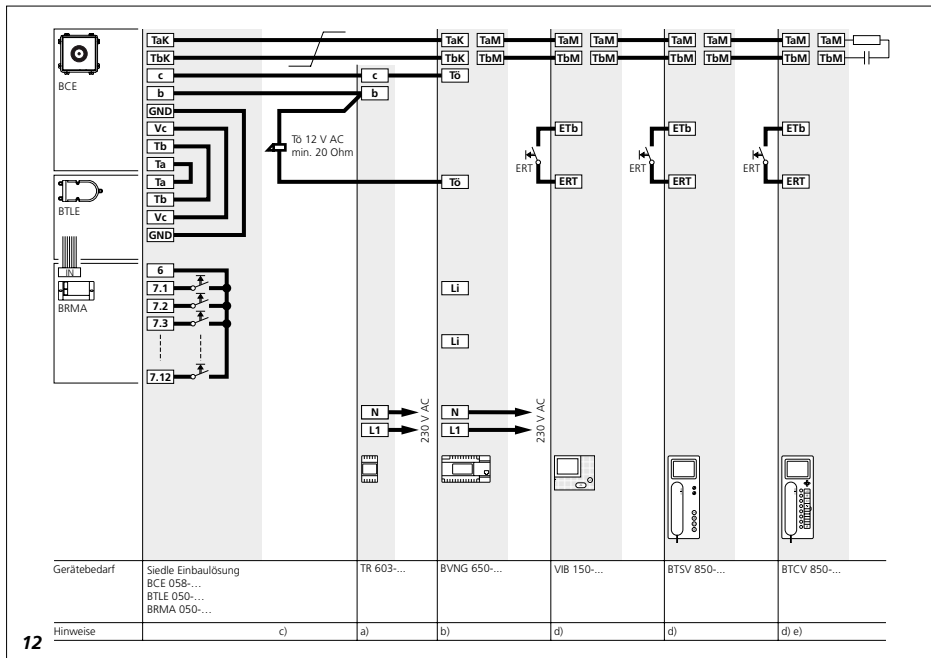 TaK TaK TaM TaM TaM TaM TaM TaM TaM
TbK TbK TbM TbM TbM TbM TbM TbM TbM
BCE
c c Tö
b b
GND
Vc ETb ETb ETb
Tb Tö 12 V AC
min. 20 Ohm
Ta ERT ERT ERT
Ta Tö ERT ERT ERT
BTLE
Tb
Vc
GND
IN
6
BRMA
7.1 Li
7.2
7.3
Li
7.12
N N
L1 L1
230 V AC 230 V AC
Gerätebedarf Siedle Einbaulösung TR 603-... BVNG 650-... VIB 150-... BTSV 850-... BTCV 850-...
BCE 058-...
BTLE 050-...
BRMA 050-...
Hinweise c) a) b) d) d) d) e)
12